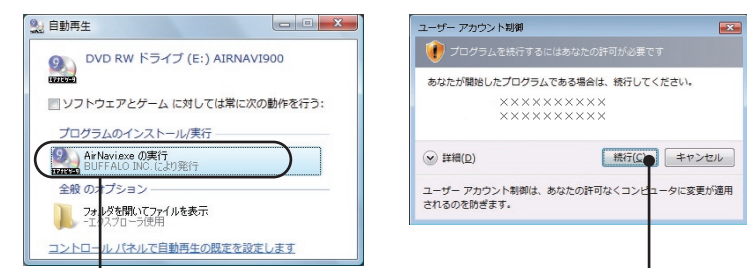 自動再生
DVD RW ドライブ (E:) AIRNAVI900
ソフトウェアとゲーム に対しては常に次の動作を行う:
プログラムのインストール/実行
AirNavi.exe の実行
BUFFALO INC. により発行
全般 のオプション
フォルダを開いてファイルを表示
-エクスプローラ使用
コントロール パネルで自動再生の既定を設定します
ユーザー アカウント制御
プログラムを続行するにはあなたの許可が必要です
あなたが開始したプログラムである場合は、続行してください。
××××××××××
××××××××××
詳細(D)
続行(C)
キャンセル
ユーザー アカウント制御は、あなたの許可なくコンピュータに変更が適用
されるのを防ぎます。